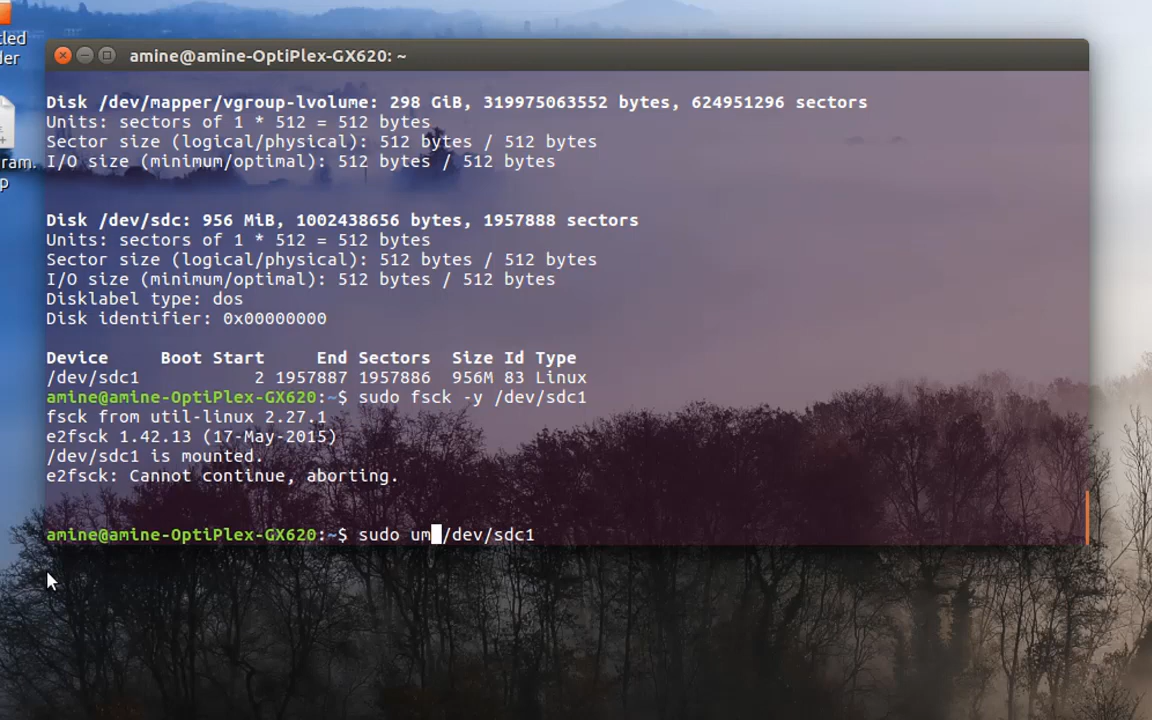 tled
der
ram.
p
amine@amine-OptiPlex-GX620: ~
Disk /dev/mapper/vgroup-lvolume: 298 GiB, 319975063552 bytes, 624951296 sectors
Units: sectors of 1 * 512 = 512 bytes
Sector size (logical/physical): 512 bytes / 512 bytes
I/O size (minimum/optimal): 512 bytes / 512 bytes
Disk /dev/sdc: 956 MiB, 1002438656 bytes, 1957888 sectors
Units: sectors of 1 * 512 = 512 bytes
Sector size (logical/physical): 512 bytes / 512 bytes
I/O size (minimum/optimal): 512 bytes / 512 bytes
Disklabel type: dos
Disk identifier: 0x00000000
Device Boot Start End Sectors Size Id Type
/dev/sdc1 2 1957887 1957886 956M 83 Linux
amine@amine-OptiPlex-GX620:~$ sudo fsck -y /dev/sdc1
fsck from util-linux 2.27.1
e2fsck 1.42.13 (17-May-2015)
/dev/sdc1 is mounted.
e2fsck: Cannot continue, aborting.
amine@amine-OptiPlex-GX620:~$ sudo um /dev/sdc1